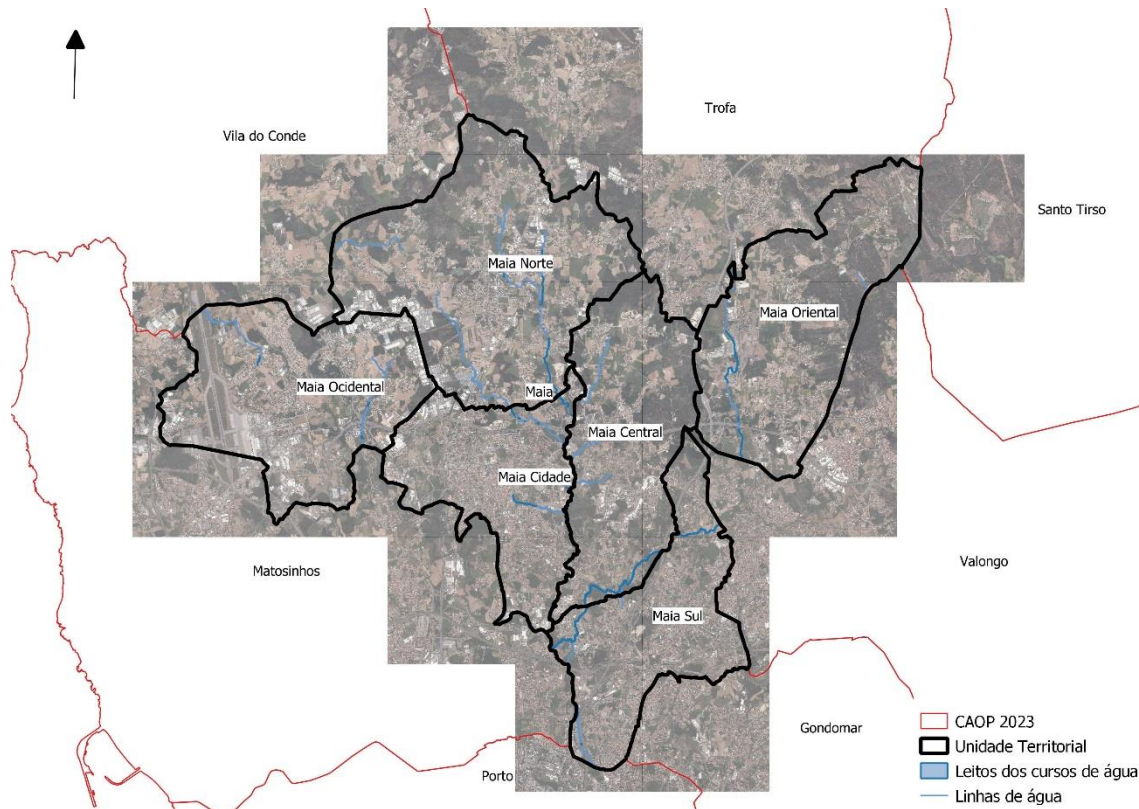 Trofa
Vila do Conde
Santo Tirso
Maia Norte
Maia Oriental
Maia Ocidental
Maia
Maia Central
Maia Cidade
Valongo
Matosinhos
Maia Sul
Gondomar
Porto
CAOP 2023
Unidade Territorial
Leitos dos cursos de água
Linhas de água